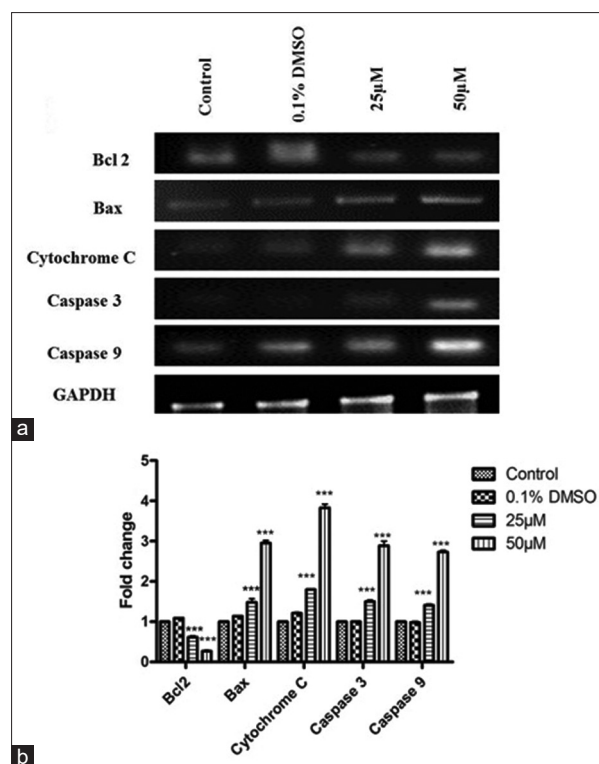 Control
0.1% DMSO
25μM
50μM
Bcl 2
Bax
Cytochrome C
Caspase 3
Caspase 9
GAPDH
a
5
4
3
2
1
0
Fold change
***
***
***
***
***
***
***
***
***
***
Bcl2
Bax
Cytochrome C
Caspase 3
Caspase 9
Control
0.1% DMSO
25μM
50μM
b